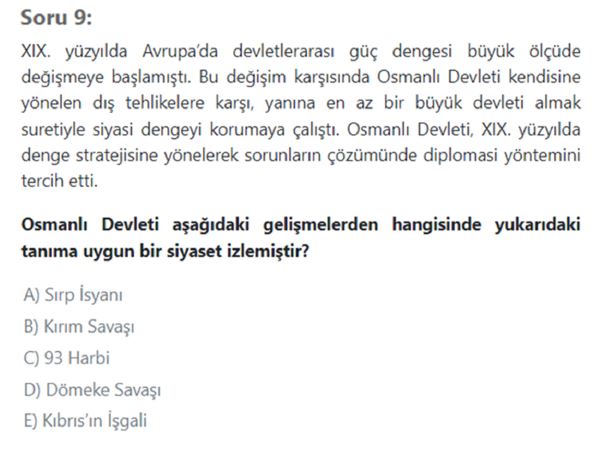 Soru 9:
XIX. yüzyılda Avrupa'da devletlerarası güç dengesi büyük ölçüde
değişmeye başlamıştı. Bu değişim karşısında Osmanlı Devleti kendisine
yönelen dış tehlikelere karşı, yanına en az bir büyük devleti almak
suretiyle siyasi dengeyi korumaya çalıştı. Osmanlı Devleti, XIX. yüzyılda
denge stratejisine yönelerek sorunların çözümünde diplomasi yöntemini
tercih etti.
Osmanlı Devleti aşağıdaki gelişmelerden hangisinde yukarıdaki
tanıma uygun bir siyaset izlemiştir?
A) Sırp İsyanı
B) Kırım Savaşı
C) 93 Harbi
D) Dömeke Savaşı
E) Kıbrıs'ın İşgali